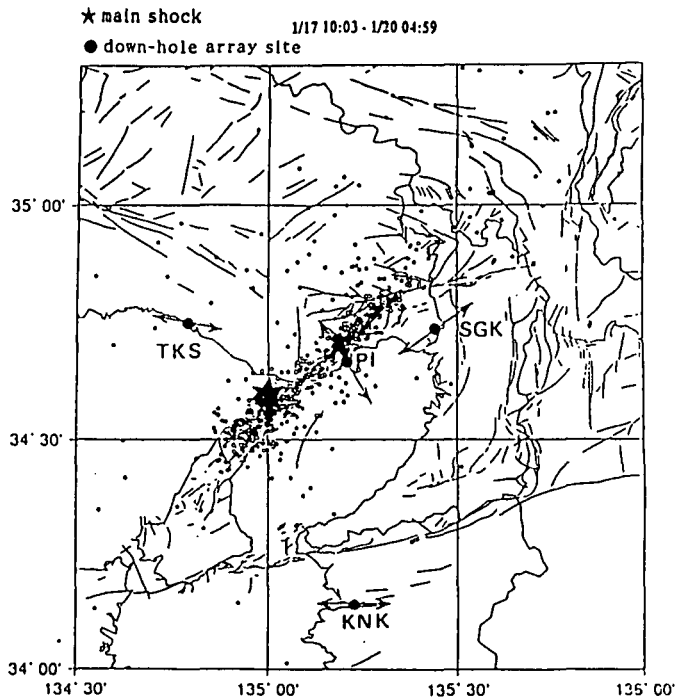 ★ main shock
1/17 10:03 - 1/20 04:59
● down-hole array site
35° 00'
TKS
PI
SGK
34° 30'
KNK
34° 00'
134° 30'
135° 00'
135° 30'
136° 00'